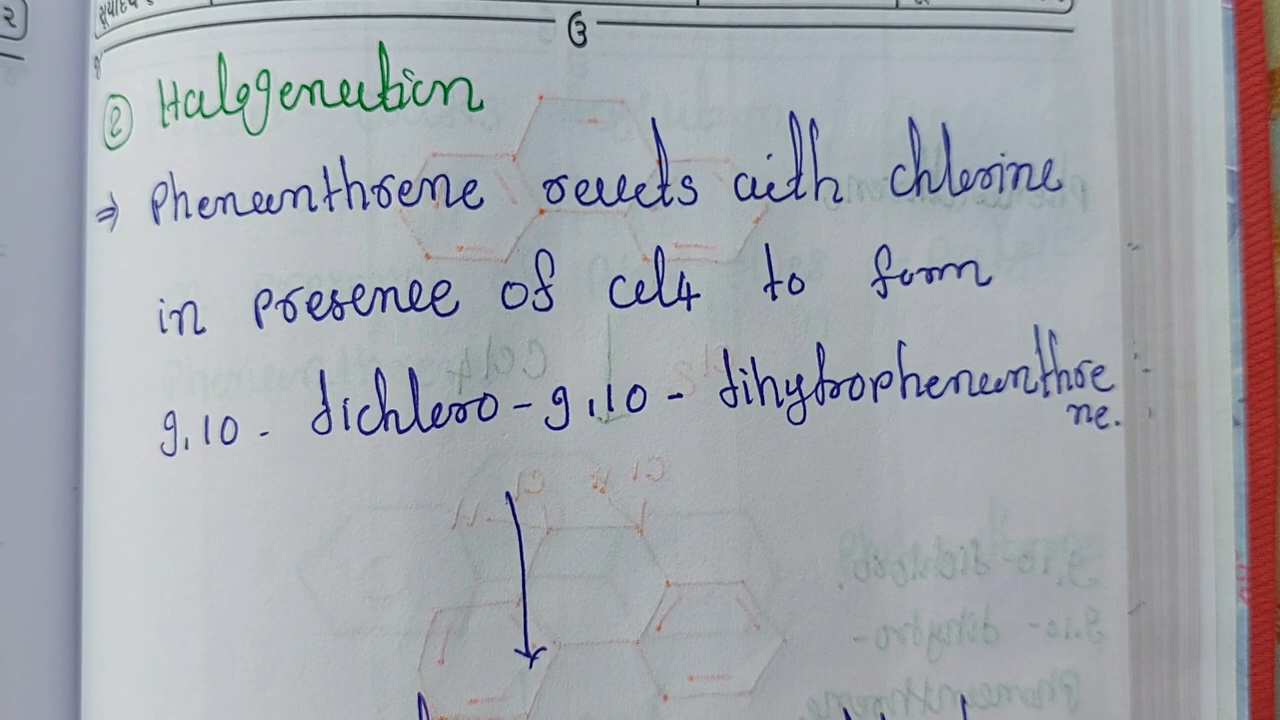 ② Halogenation
⇒ Phenanthrene reacts with chlorine
in presence of ccl4 to form
9,10 - dichloro-9,10 - dihydrophenanthre
ne.